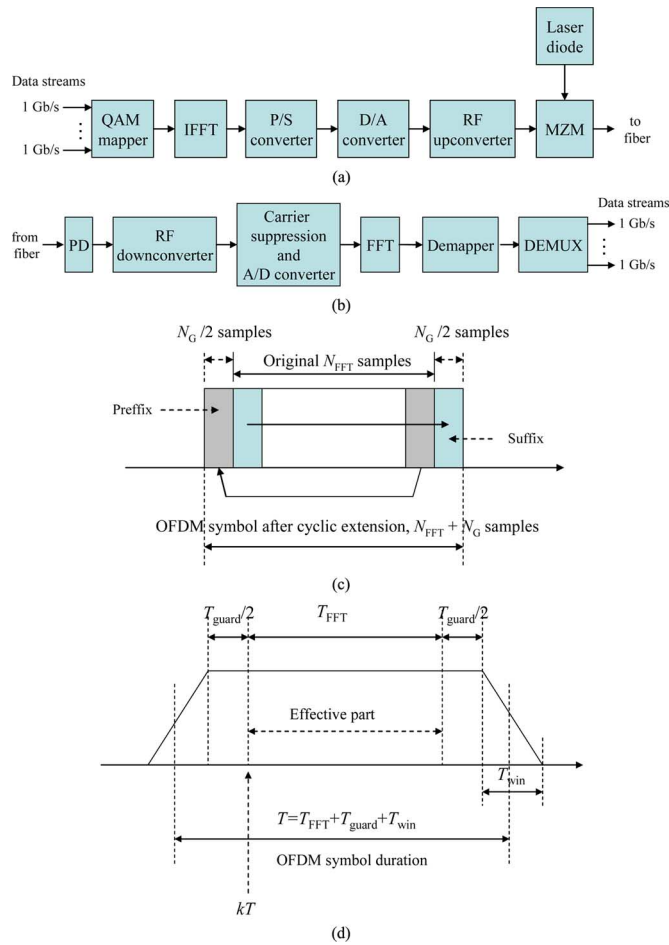 Laser
diode
Data streams
1 Gb/s
⋮
1 Gb/s
QAM
mapper
IFFT
P/S
converter
D/A
converter
RF
upconverter
MZM
to
fiber
(a)
from
fiber
PD
RF
downconverter
Carrier
suppression
and
A/D converter
FFT
Demapper
DEMUX
Data streams
1 Gb/s
⋮
1 Gb/s
(b)
N_G/2 samples
N_G/2 samples
Original N_FFT samples
Preffix
Suffix
OFDM symbol after cyclic extension, N_FFT + N_G samples
(c)
T_guard/2
T_FFT
T_guard/2
Effective part
T_win
T=T_FFT+T_guard+T_win
OFDM symbol duration
kT
(d)